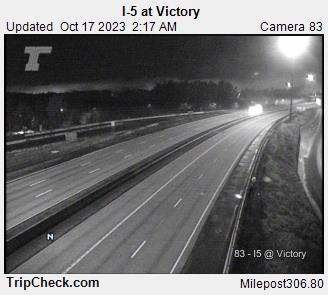 I-5 at Victory
Updated Oct 17 2023 2:17 AM Camera 83
T
N
83 - I5 @ Victory
TripCheck.com Milepost306.80